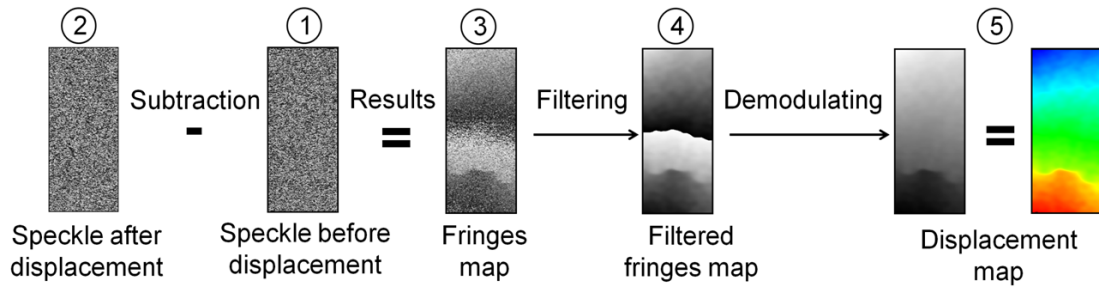 ② ① ③ ④ ⑤
Subtraction Results Filtering Demodulating
- = =
Speckle after
displacement
Speckle before
displacement
Fringes
map
Filtered
fringes map
Displacement
map